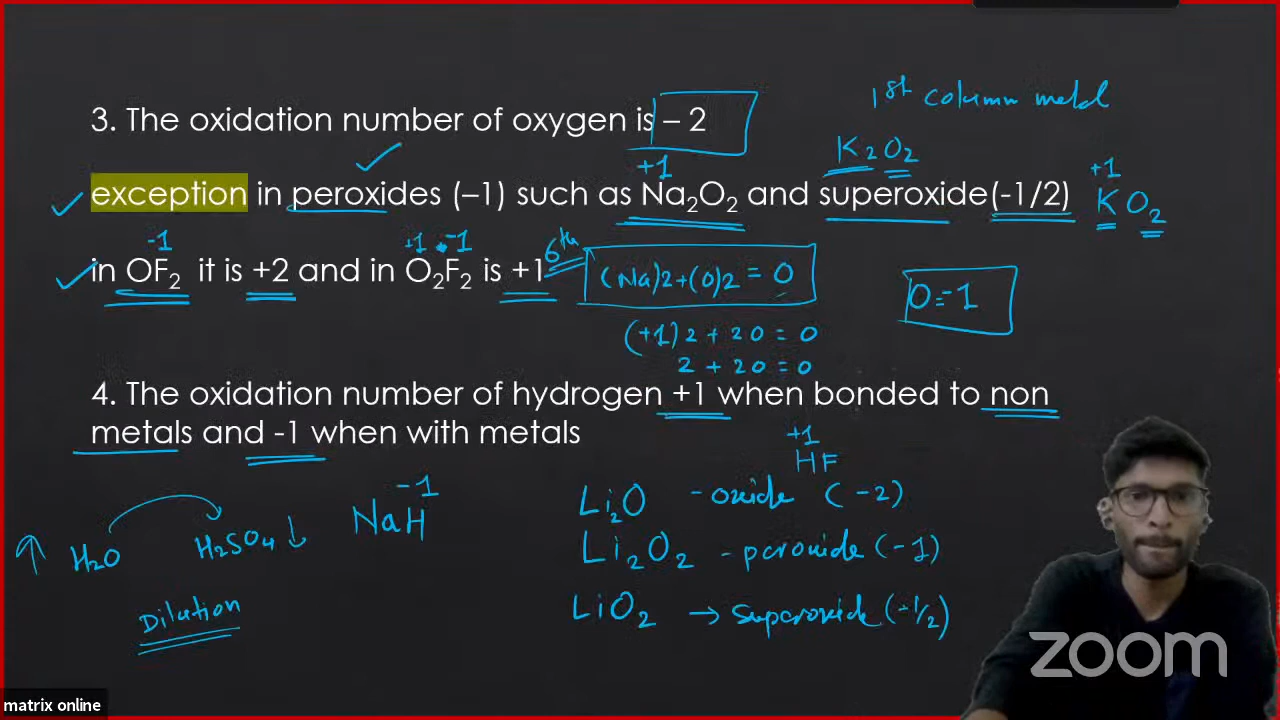 1st column metal
3. The oxidation number of oxygen is – 2
+1 K2O2 +1
exception in peroxides (–1) such as Na2O2 and superoxide(-1/2) KO2
-1 +1 -1 6th
in OF2 it is +2 and in O2F2 is +1
(Na)2+(O)2 = 0
O=-1
(+1)2 + 2O = 0
2 + 2O = 0
4. The oxidation number of hydrogen +1 when bonded to non
metals and -1 when with metals
+1
HF
-1
NaH
Li2O - oxide (-2)
H2O H2SO4
Li2O2 - peroxide (-1)
LiO2 → superoxide (-1/2)
Dilution
zoom
matrix online